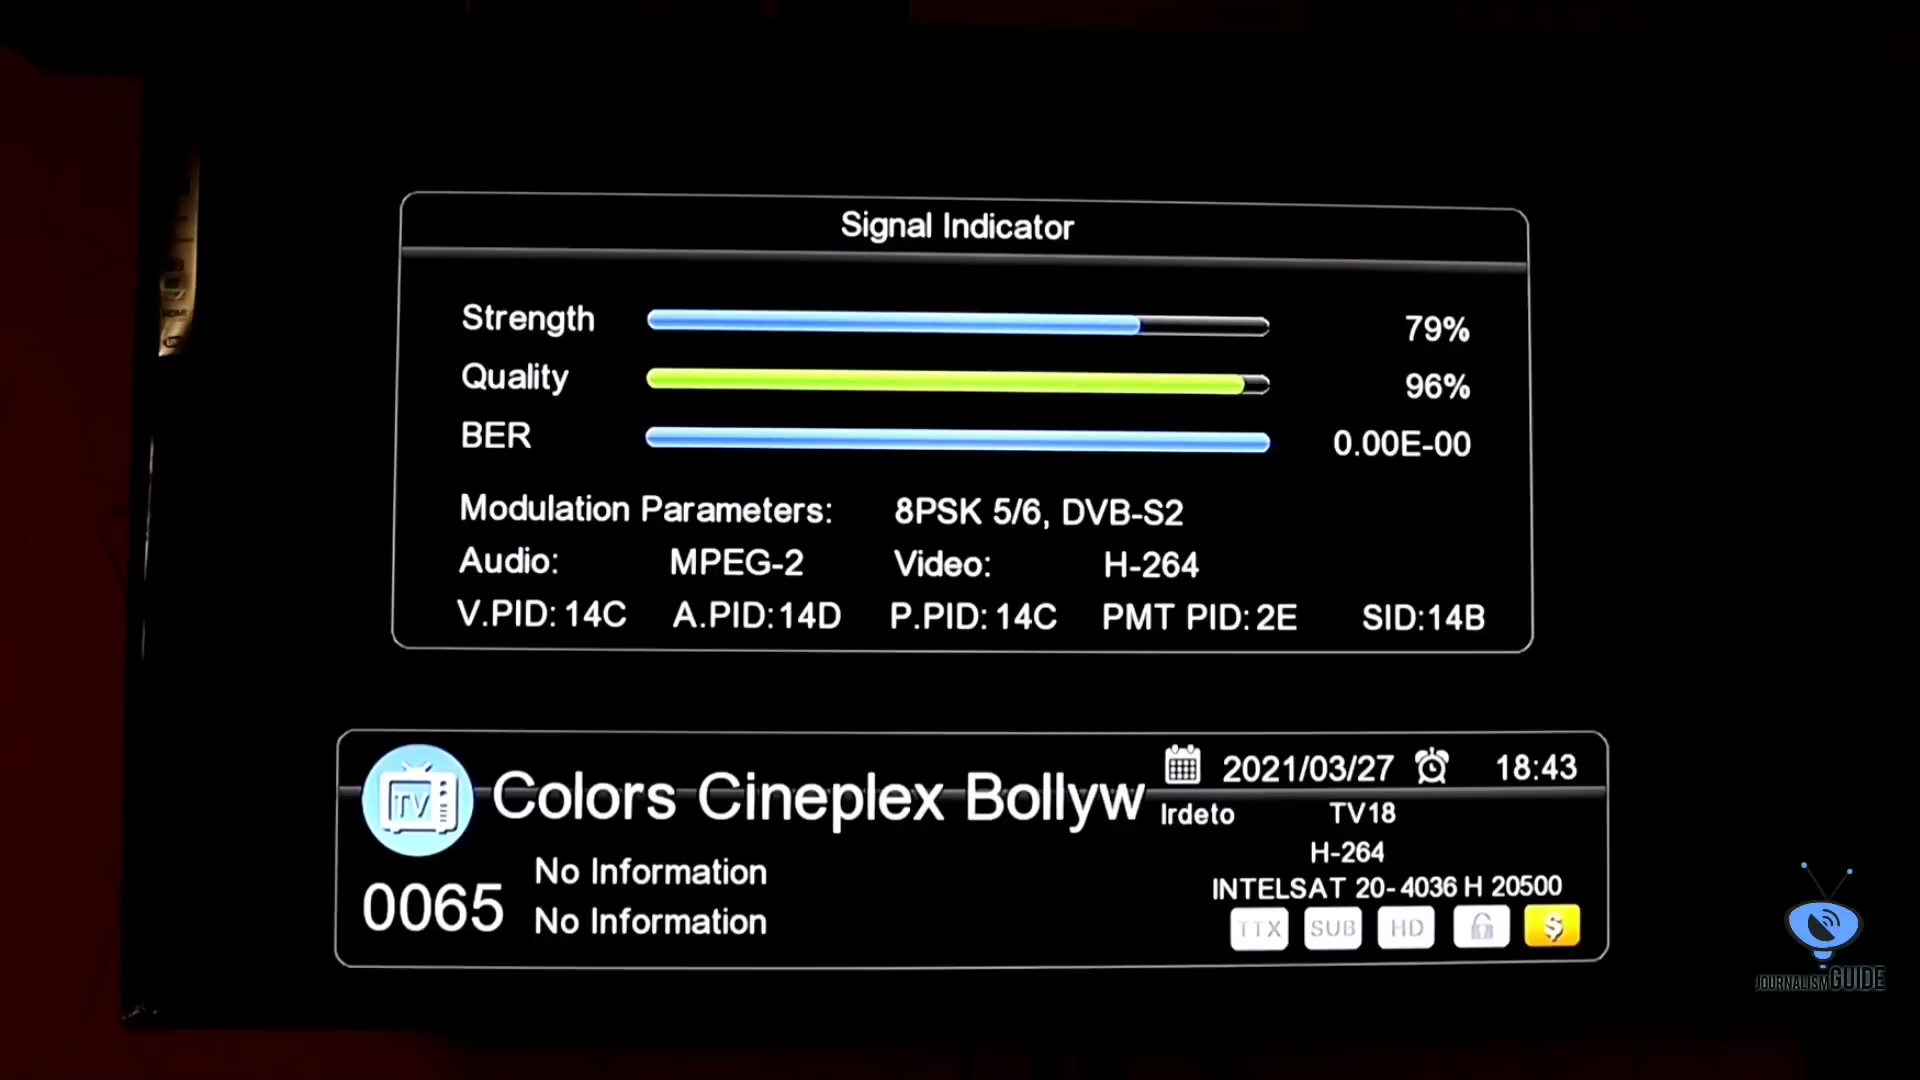 Signal Indicator
Strength 79%
Quality 96%
BER 0.00E-00
Modulation Parameters: 8PSK 5/6, DVB-S2
Audio: MPEG-2 Video: H-264
V.PID: 14C A.PID:14D P.PID: 14C PMT PID: 2E SID:14B
2021/03/27 18:43
TV Colors Cineplex Bollyw
Irdeto TV18
H-264
0065 No Information
INTELSAT 20- 4036 H 20500
No Information
TTX SUB HD $
JOURNALISM GUIDE